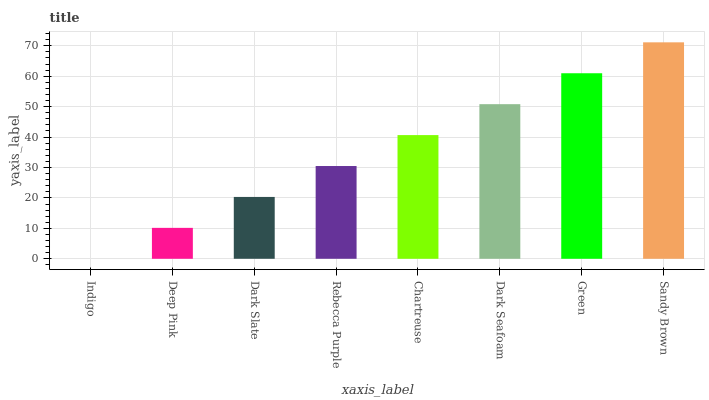 title
yaxis_label
70
60
50
40
30
20
10
0
Indigo
Deep Pink
Dark Slate
Rebecca Purple
Chartreuse
Dark Seafoam
Green
Sandy Brown
xaxis_label